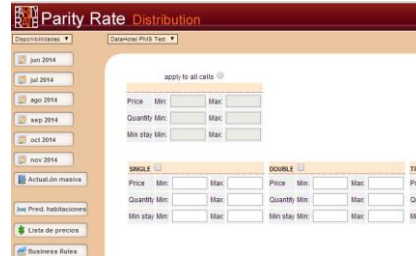 Parity Rate Distribution
Disponibilidades DataHotel PMS Test
jun 2014
jul 2014
ago 2014
sep 2014
oct 2014
nov 2014
Actual.ón masiva
Pred. habitaciones
Lista de precios
Business Rules
apply to all cells
Price Min: Max:
Quantity Min: Max:
Min stay Min: Max:
SINGLE
Price Min: Max:
Quantity Min: Max:
Min stay Min: Max:
DOUBLE
Price Min: Max:
Quantity Min: Max:
Min stay Min: Max: